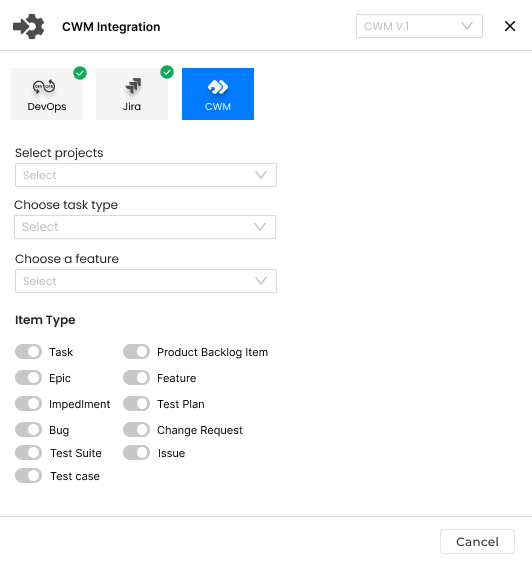 CWM Integration
CWM V.1
DevOps
Jira
CWM
Select projects
Select
Choose task type
Select
Choose a feature
Select
Item Type
Task
Product Backlog Item
Epic
Feature
Impediment
Test Plan
Bug
Change Request
Test Suite
Issue
Test case
Cancel